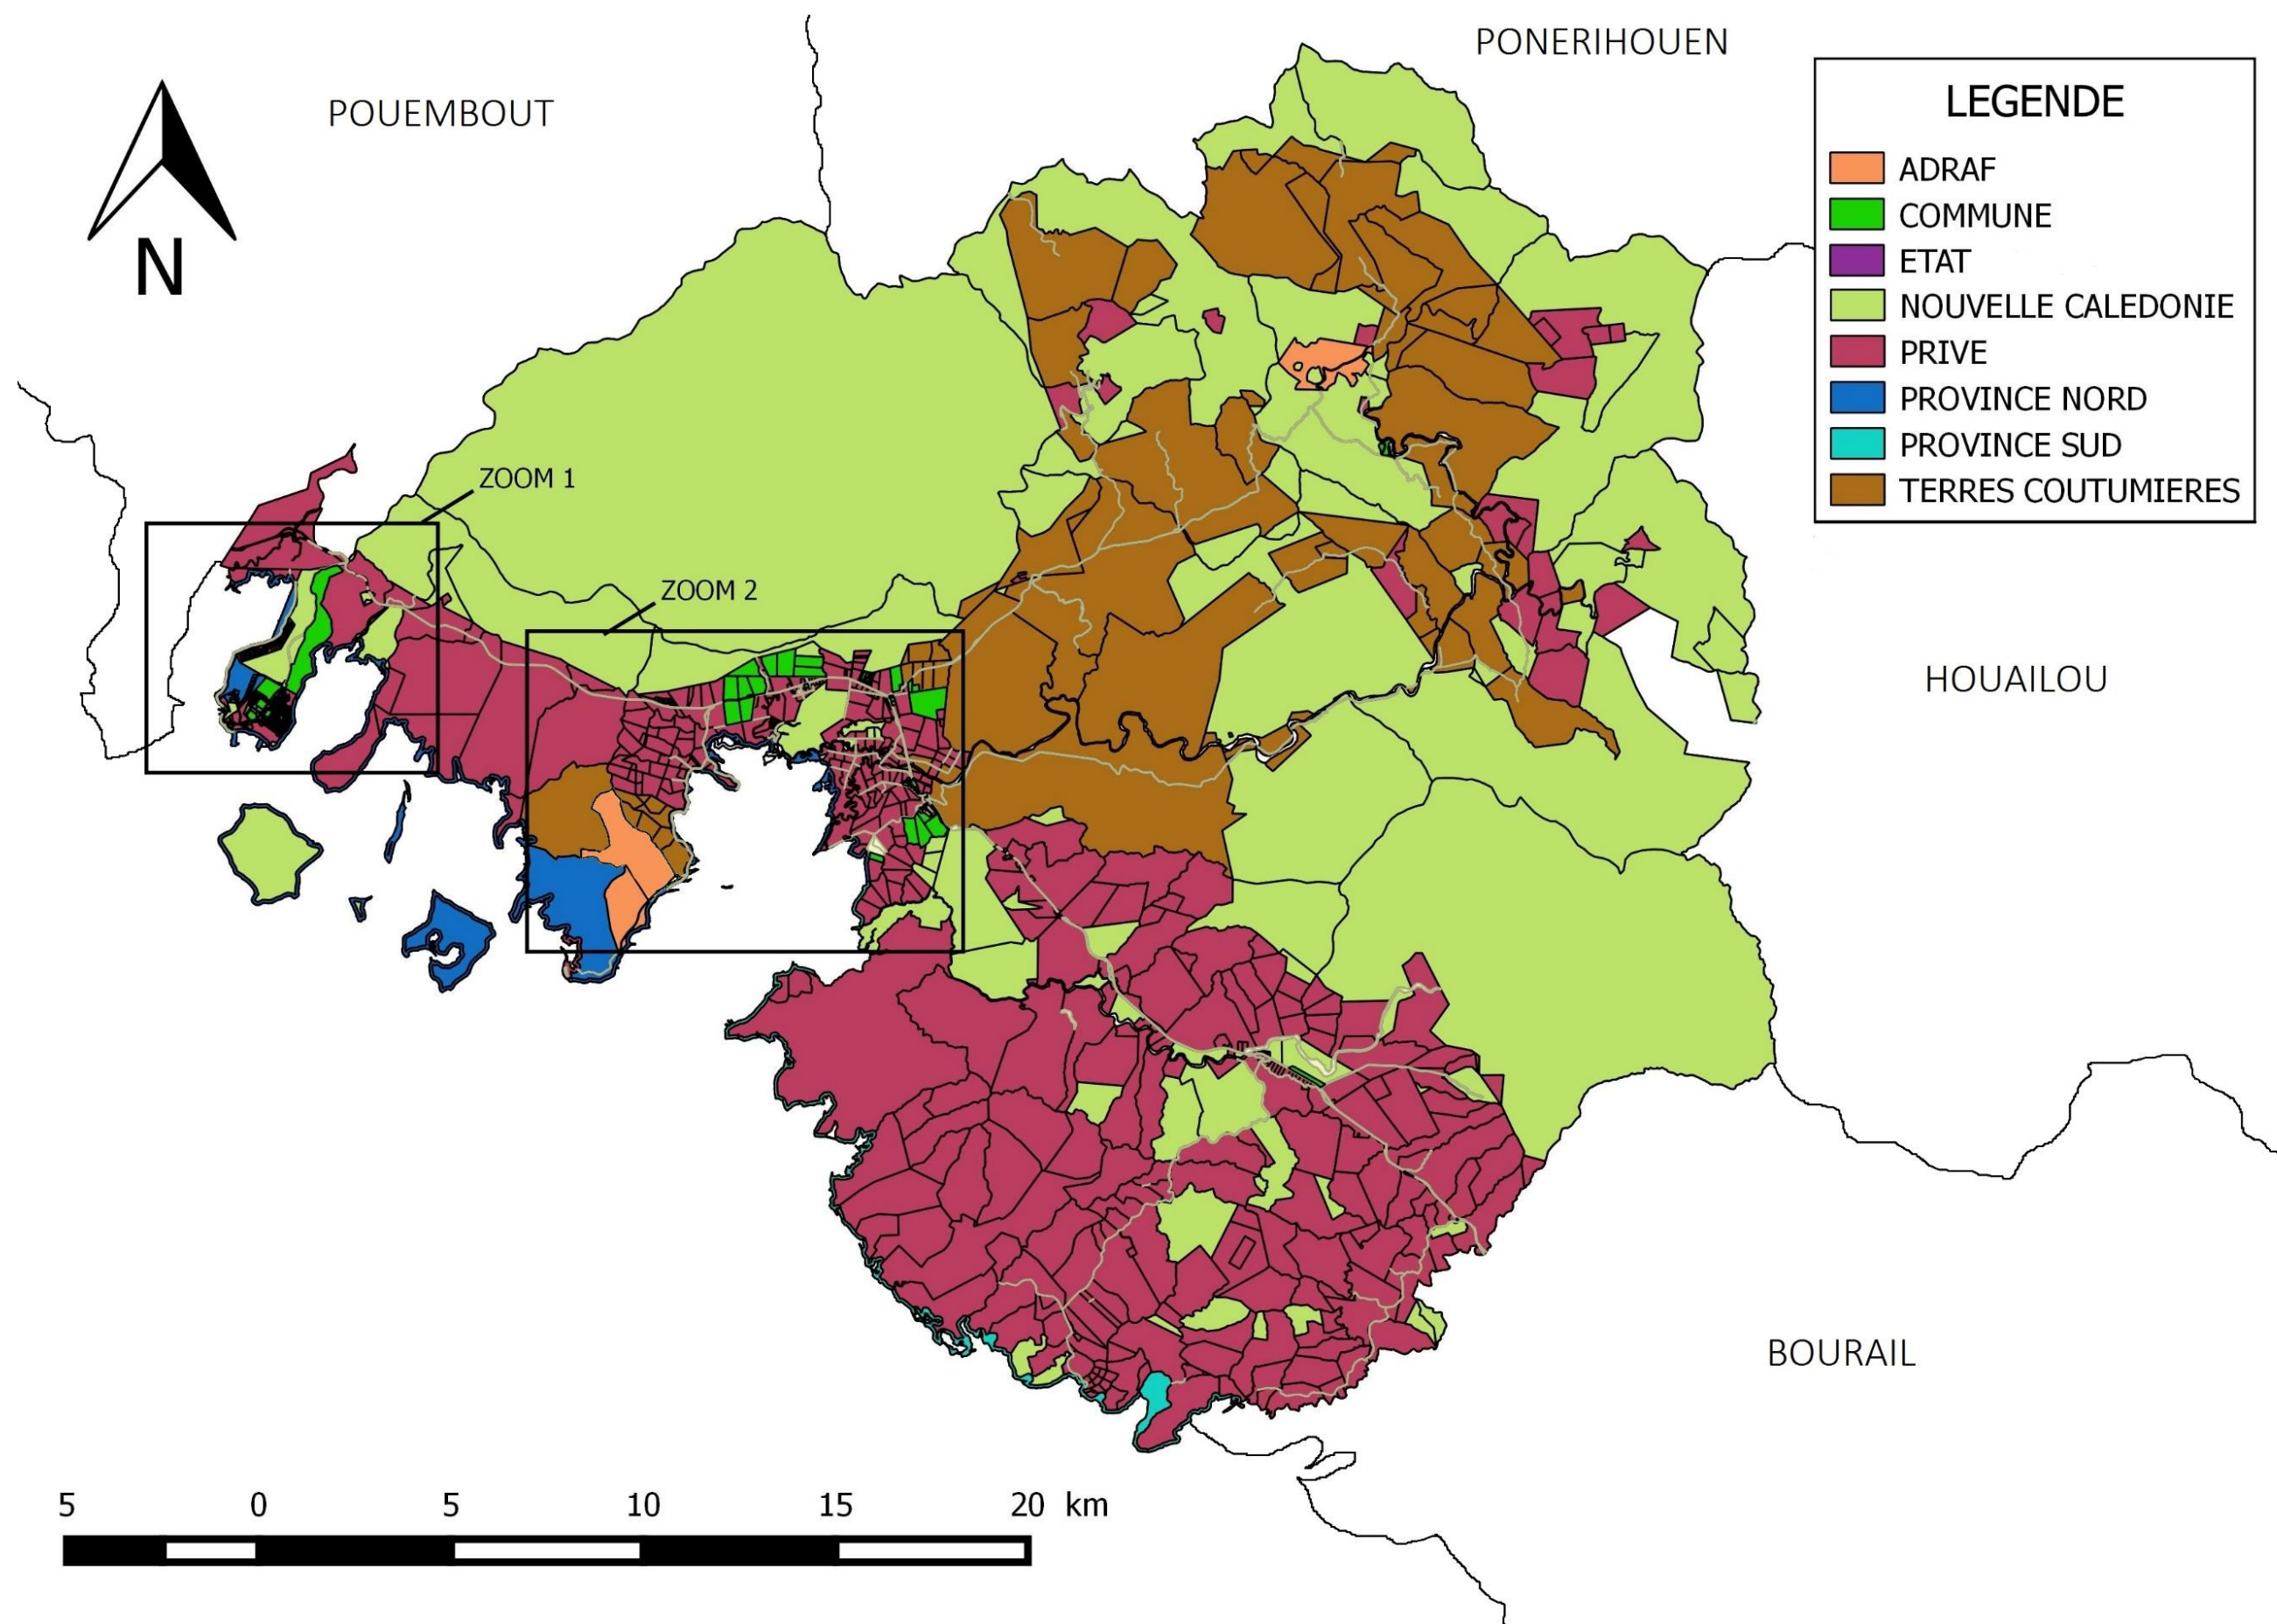 PONERIHOUEN
POUEMBOUT
N
LEGENDE
ADRAF
COMMUNE
ETAT
NOUVELLE CALEDONIE
PRIVE
PROVINCE NORD
PROVINCE SUD
TERRES COUTUMIERES
ZOOM 1
ZOOM 2
HOUAILOU
BOURAIL
5 0 5 10 15 20 km